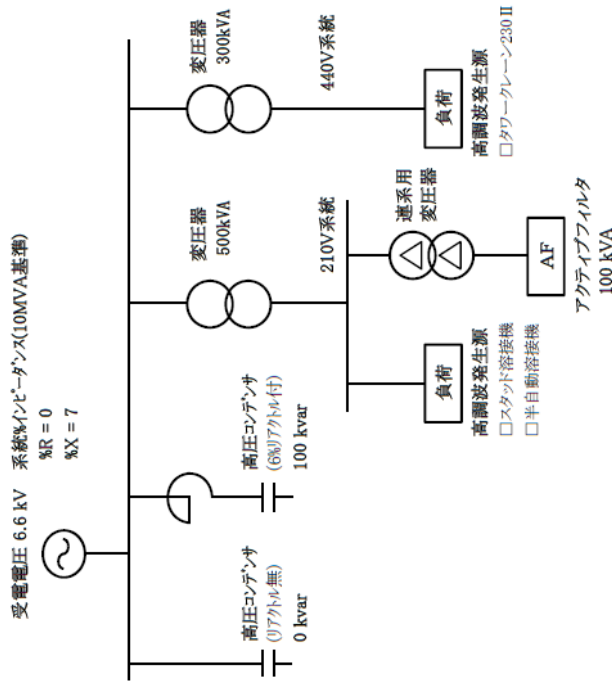 受電電圧 6.6 kV 系統%インピーダンス(10MVA基準)
%R = 0
%X = 7
高圧コンデンサ
(リアクトル無)
0 kvar
高圧コンデンサ
(6%リアクトル付)
100 kvar
変圧器
500kVA
210V系統
負荷
高調波発生源
□スタッド溶接機
□半自動溶接機
連系用
変圧器
AF
アクティブフィルタ
100 kVA
変圧器
300kVA
440V系統
負荷
高調波発生源
□タワークレーン230Ⅱ